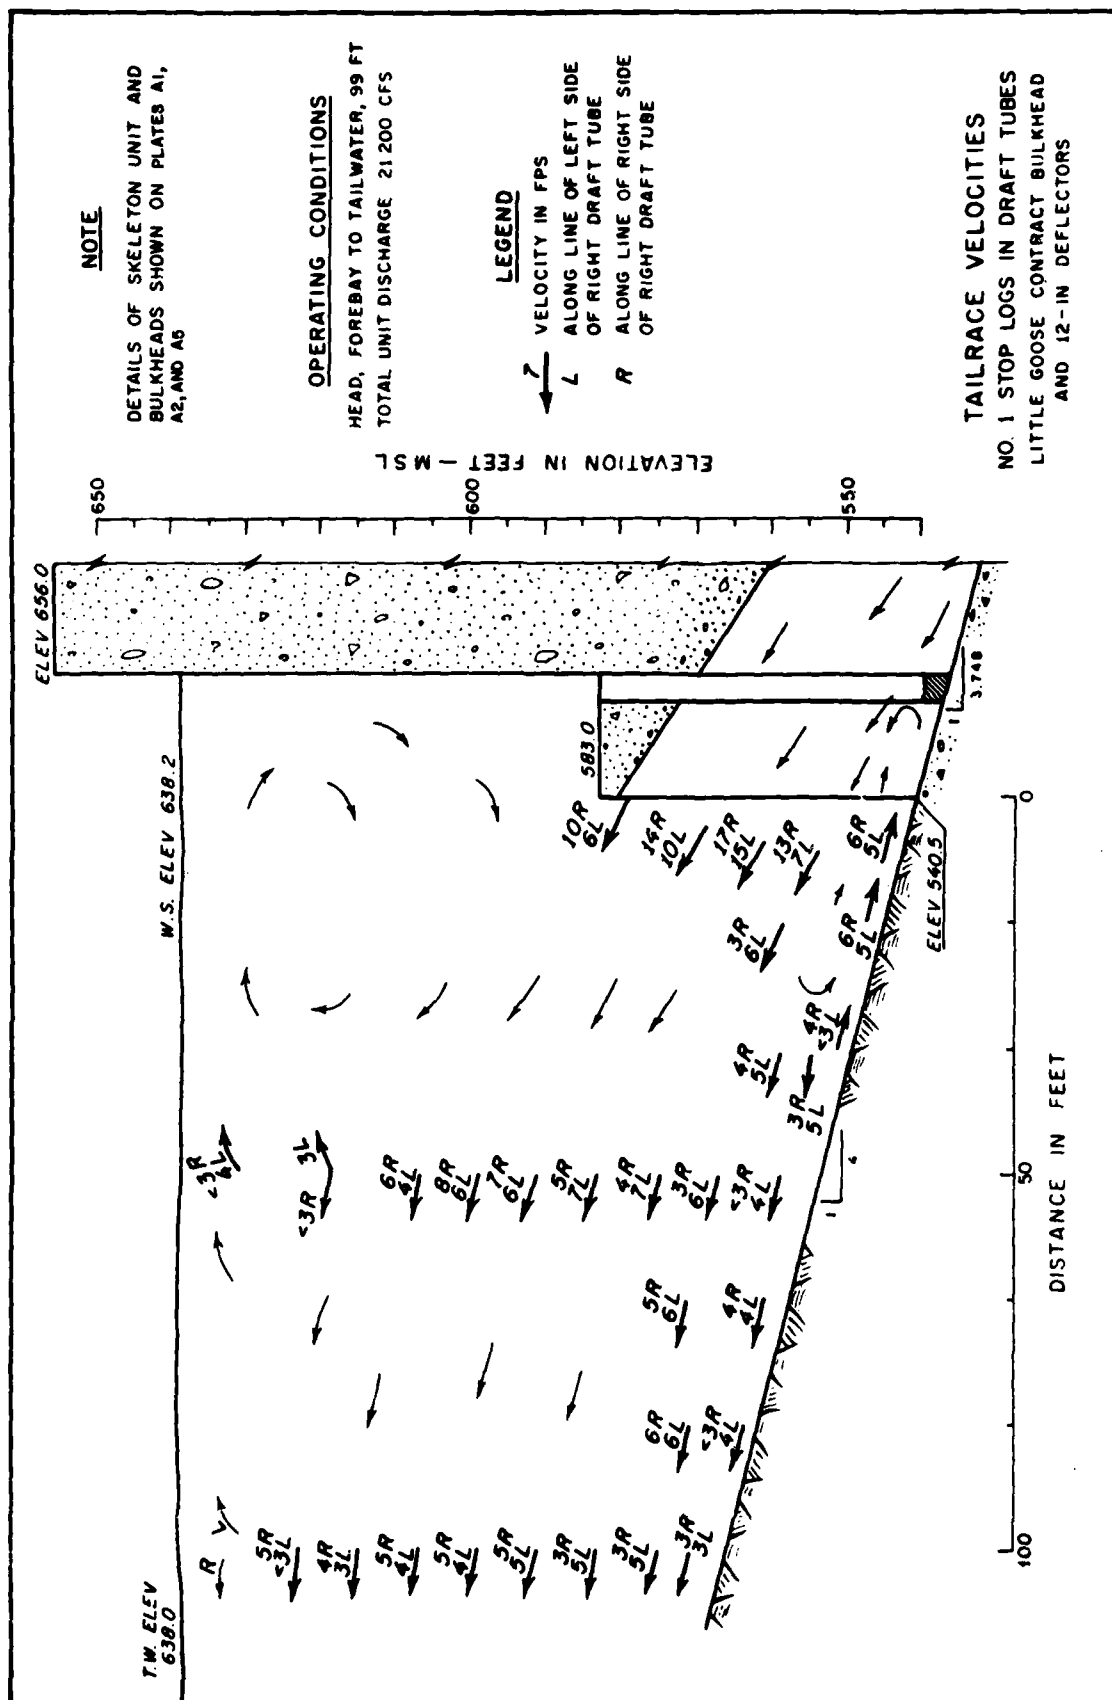 NOTE
DETAILS OF SKELETON UNIT AND
BULKHEADS SHOWN ON PLATES A1,
A2, AND A5
OPERATING CONDITIONS
HEAD, FOREBAY TO TAILWATER, 99 FT
TOTAL UNIT DISCHARGE 21200 CFS
LEGEND
7 VELOCITY IN FPS
L ALONG LINE OF LEFT SIDE
OF RIGHT DRAFT TUBE
R ALONG LINE OF RIGHT SIDE
OF RIGHT DRAFT TUBE
TAILRACE VELOCITIES
NO. 1 STOP LOGS IN DRAFT TUBES
LITTLE GOOSE CONTRACT BULKHEAD
AND 12-IN DEFLECTORS
ELEVATION IN FEET - MSL
650
600
550
ELEV 656.0
W.S. ELEV 638.2
T.W. ELEV
638.0
583.0
ELEV 540.5
1
3.748
1
DISTANCE IN FEET
0
50
100
10R
6L
14R
10L
17R
15L
13R
7L
6R
5L
3R
6L
6R
5L
4R
5L
4R
<3L
3R
5L
<3R
<3R
3L
6R
4L
8R
6L
7R
6L
5R
7L
4R
7L
3R
6L
<3R
4L
5R
6L
4R
4L
6R
6L
<3R
4L
R
5R
<3L
4R
3L
5R
4L
5R
4L
5R
5L
3R
5L
3R
5L
3R
3L